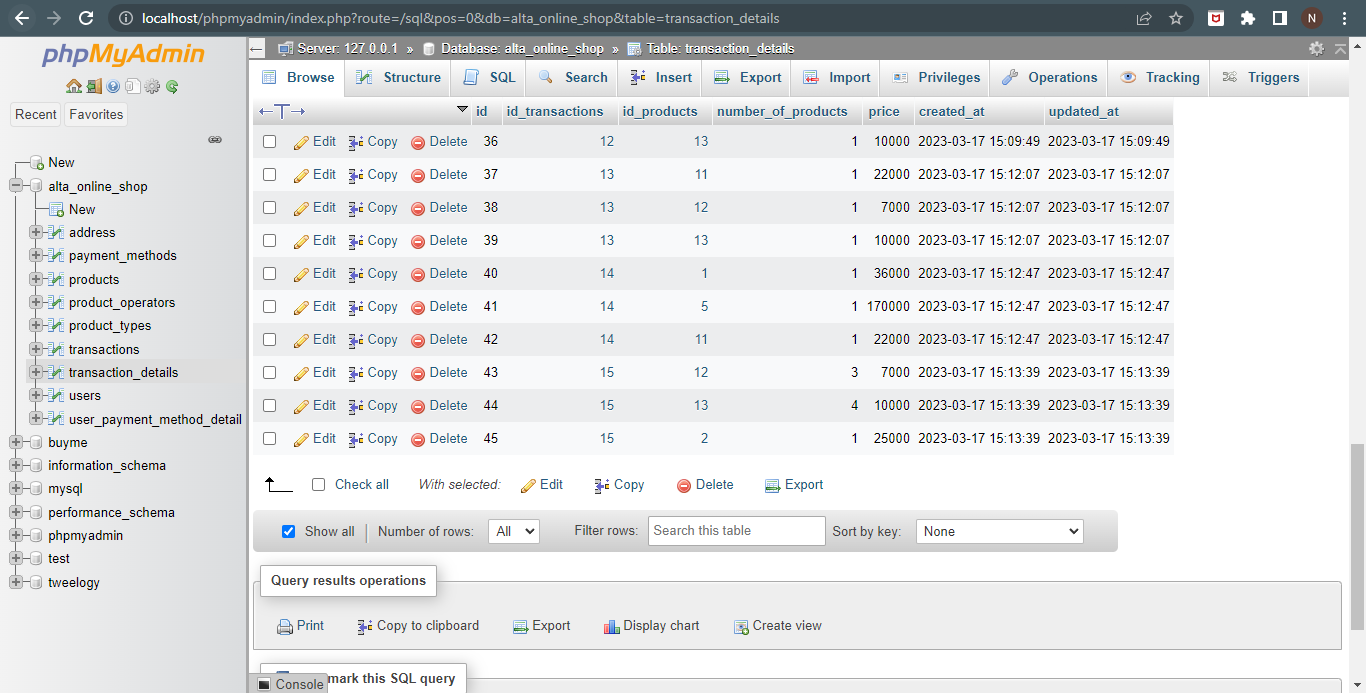 localhost/phpmyadmin/index.php?route=/sql&pos=0&db=alta_online_shop&table=transaction_details
N
phpMyAdmin
Recent Favorites
New
alta_online_shop
New
address
payment_methods
products
product_operators
product_types
transactions
transaction_details
users
user_payment_method_detail
buyme
information_schema
mysql
performance_schema
phpmyadmin
test
tweelogy
Server: 127.0.0.1 » Database: alta_online_shop » Table: transaction_details
Browse Structure SQL Search Insert Export Import Privileges Operations Tracking Triggers
id id_transactions id_products number_of_products price created_at updated_at
Edit Copy Delete 36 12 13 1 10000 2023-03-17 15:09:49 2023-03-17 15:09:49
Edit Copy Delete 37 13 11 1 22000 2023-03-17 15:12:07 2023-03-17 15:12:07
Edit Copy Delete 38 13 12 1 7000 2023-03-17 15:12:07 2023-03-17 15:12:07
Edit Copy Delete 39 13 13 1 10000 2023-03-17 15:12:07 2023-03-17 15:12:07
Edit Copy Delete 40 14 1 1 36000 2023-03-17 15:12:47 2023-03-17 15:12:47
Edit Copy Delete 41 14 5 1 170000 2023-03-17 15:12:47 2023-03-17 15:12:47
Edit Copy Delete 42 14 11 1 22000 2023-03-17 15:12:47 2023-03-17 15:12:47
Edit Copy Delete 43 15 12 3 7000 2023-03-17 15:13:39 2023-03-17 15:13:39
Edit Copy Delete 44 15 13 4 10000 2023-03-17 15:13:39 2023-03-17 15:13:39
Edit Copy Delete 45 15 2 1 25000 2023-03-17 15:13:39 2023-03-17 15:13:39
Check all With selected: Edit Copy Delete Export
Show all Number of rows: All Filter rows: Search this table Sort by key: None
Query results operations
Print Copy to clipboard Export Display chart Create view
mark this SQL query
Console